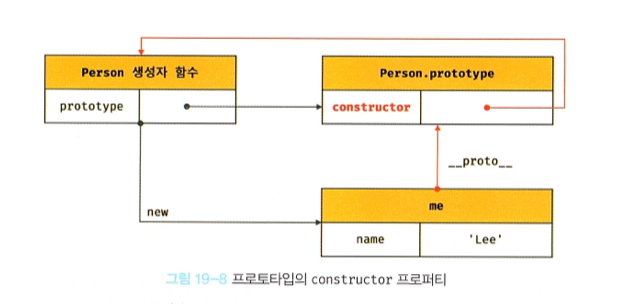 Person 생성자 함수
prototype
Person.prototype
constructor
__proto__
new
me
name
'Lee'
그림 19-8 프로토타입의 constructor 프로퍼티